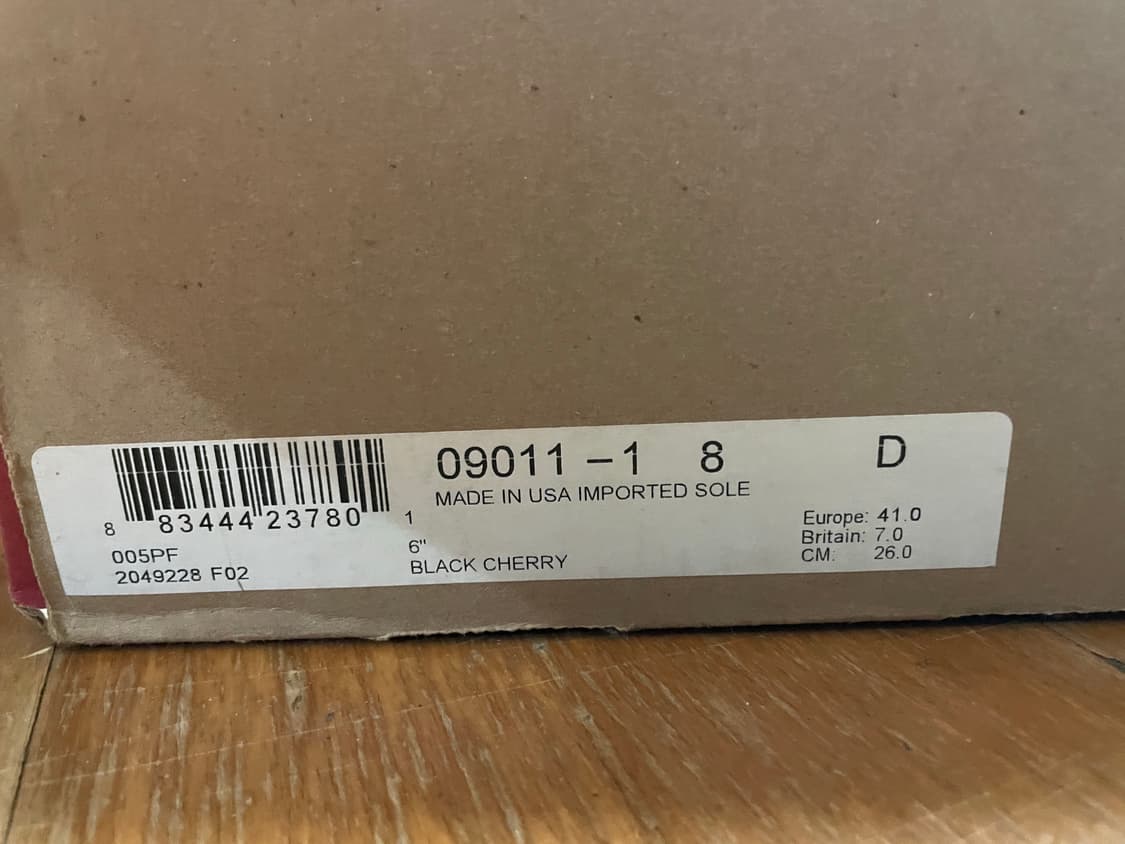 09011 – 1 8 D
MADE IN USA IMPORTED SOLE
8 83444 23780 1
005PF
2049228 F02
6"
BLACK CHERRY
Europe: 41.0
Britain: 7.0
CM: 26.0